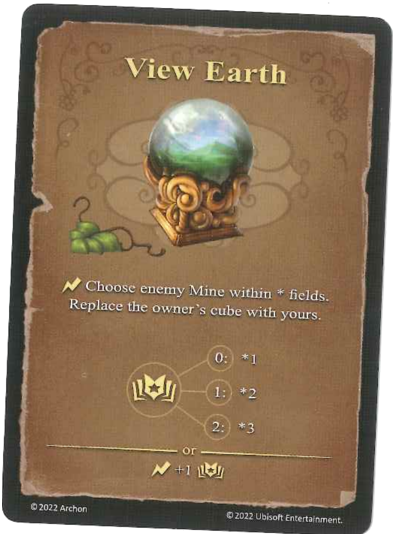 View Earth
Choose enemy Mine within * fields.
Replace the owner's cube with yours.
0: *1
1: *2
2: *3
or
+1
© 2022 Archon
© 2022 Ubisoft Entertainment.